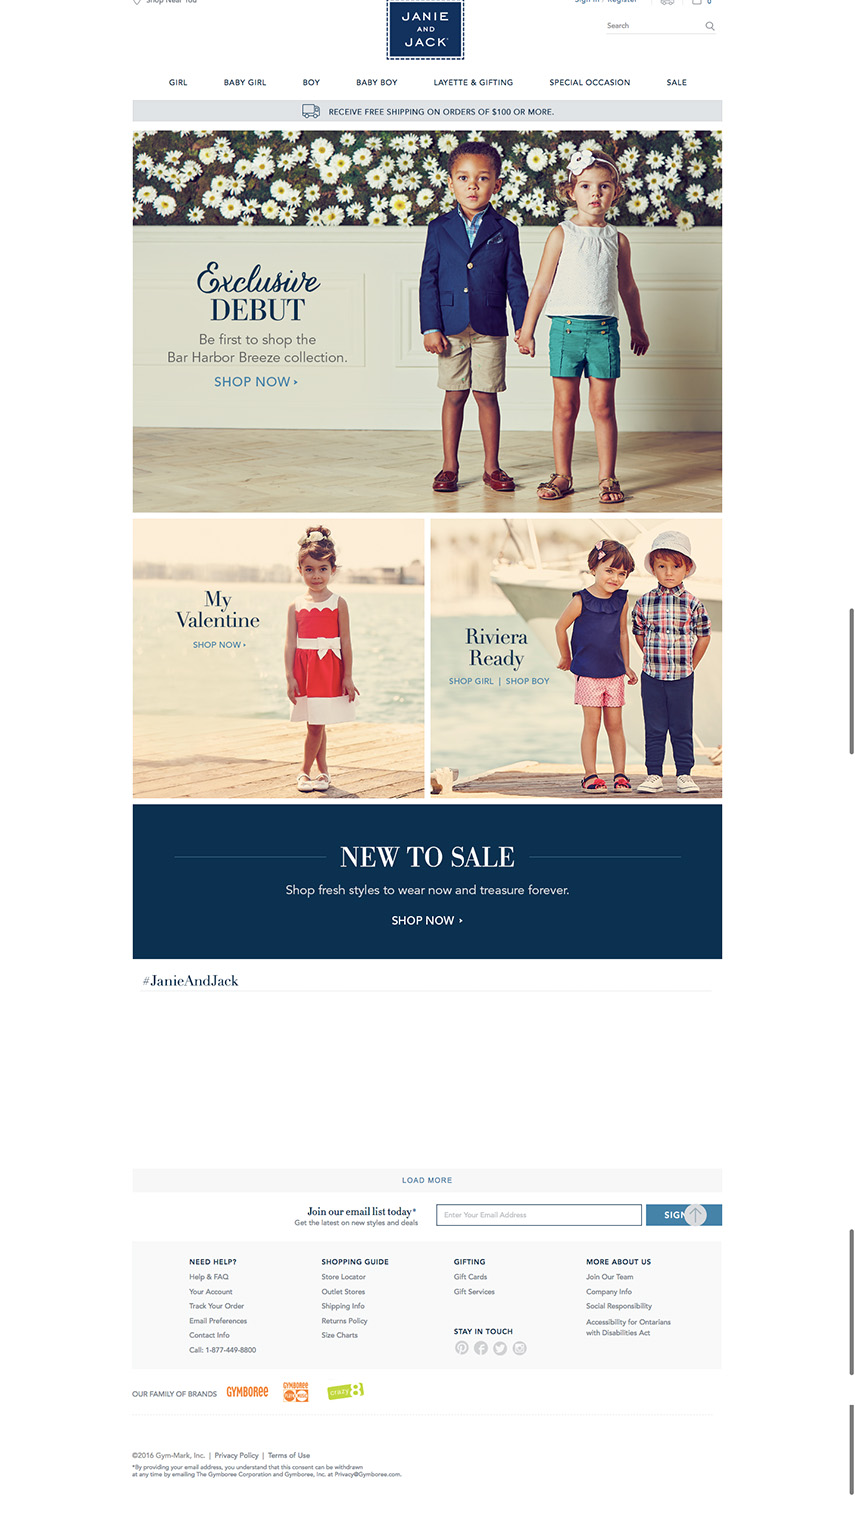 Shop Near You
Sign In / Register
0
JANIE
AND
JACK
Search
GIRL BABY GIRL BOY BABY BOY LAYETTE & GIFTING SPECIAL OCCASION SALE
RECEIVE FREE SHIPPING ON ORDERS OF $100 OR MORE.
Exclusive
DEBUT
Be first to shop the
Bar Harbor Breeze collection.
SHOP NOW ›
My
Valentine
SHOP NOW ›
Riviera
Ready
SHOP GIRL | SHOP BOY
NEW TO SALE
Shop fresh styles to wear now and treasure forever.
SHOP NOW ›
#JanieAndJack
LOAD MORE
Join our email list today*
Get the latest on new styles and deals
Enter Your Email Address
SIGN
NEED HELP?
Help & FAQ
Your Account
Track Your Order
Email Preferences
Contact Info
Call: 1-877-449-8800
SHOPPING GUIDE
Store Locator
Outlet Stores
Shipping Info
Returns Policy
Size Charts
GIFTING
Gift Cards
Gift Services
STAY IN TOUCH
MORE ABOUT US
Join Our Team
Company Info
Social Responsibility
Accessibility for Ontarians
with Disabilities Act
OUR FAMILY OF BRANDS GYMBOREE GYMBOREE PLAY MUSIC crazy8
©2016 Gym-Mark, Inc. | Privacy Policy | Terms of Use
*By providing your email address, you understand that this consent can be withdrawn
at any time by emailing The Gymboree Corporation and Gymboree, Inc. at Privacy@Gymboree.com.